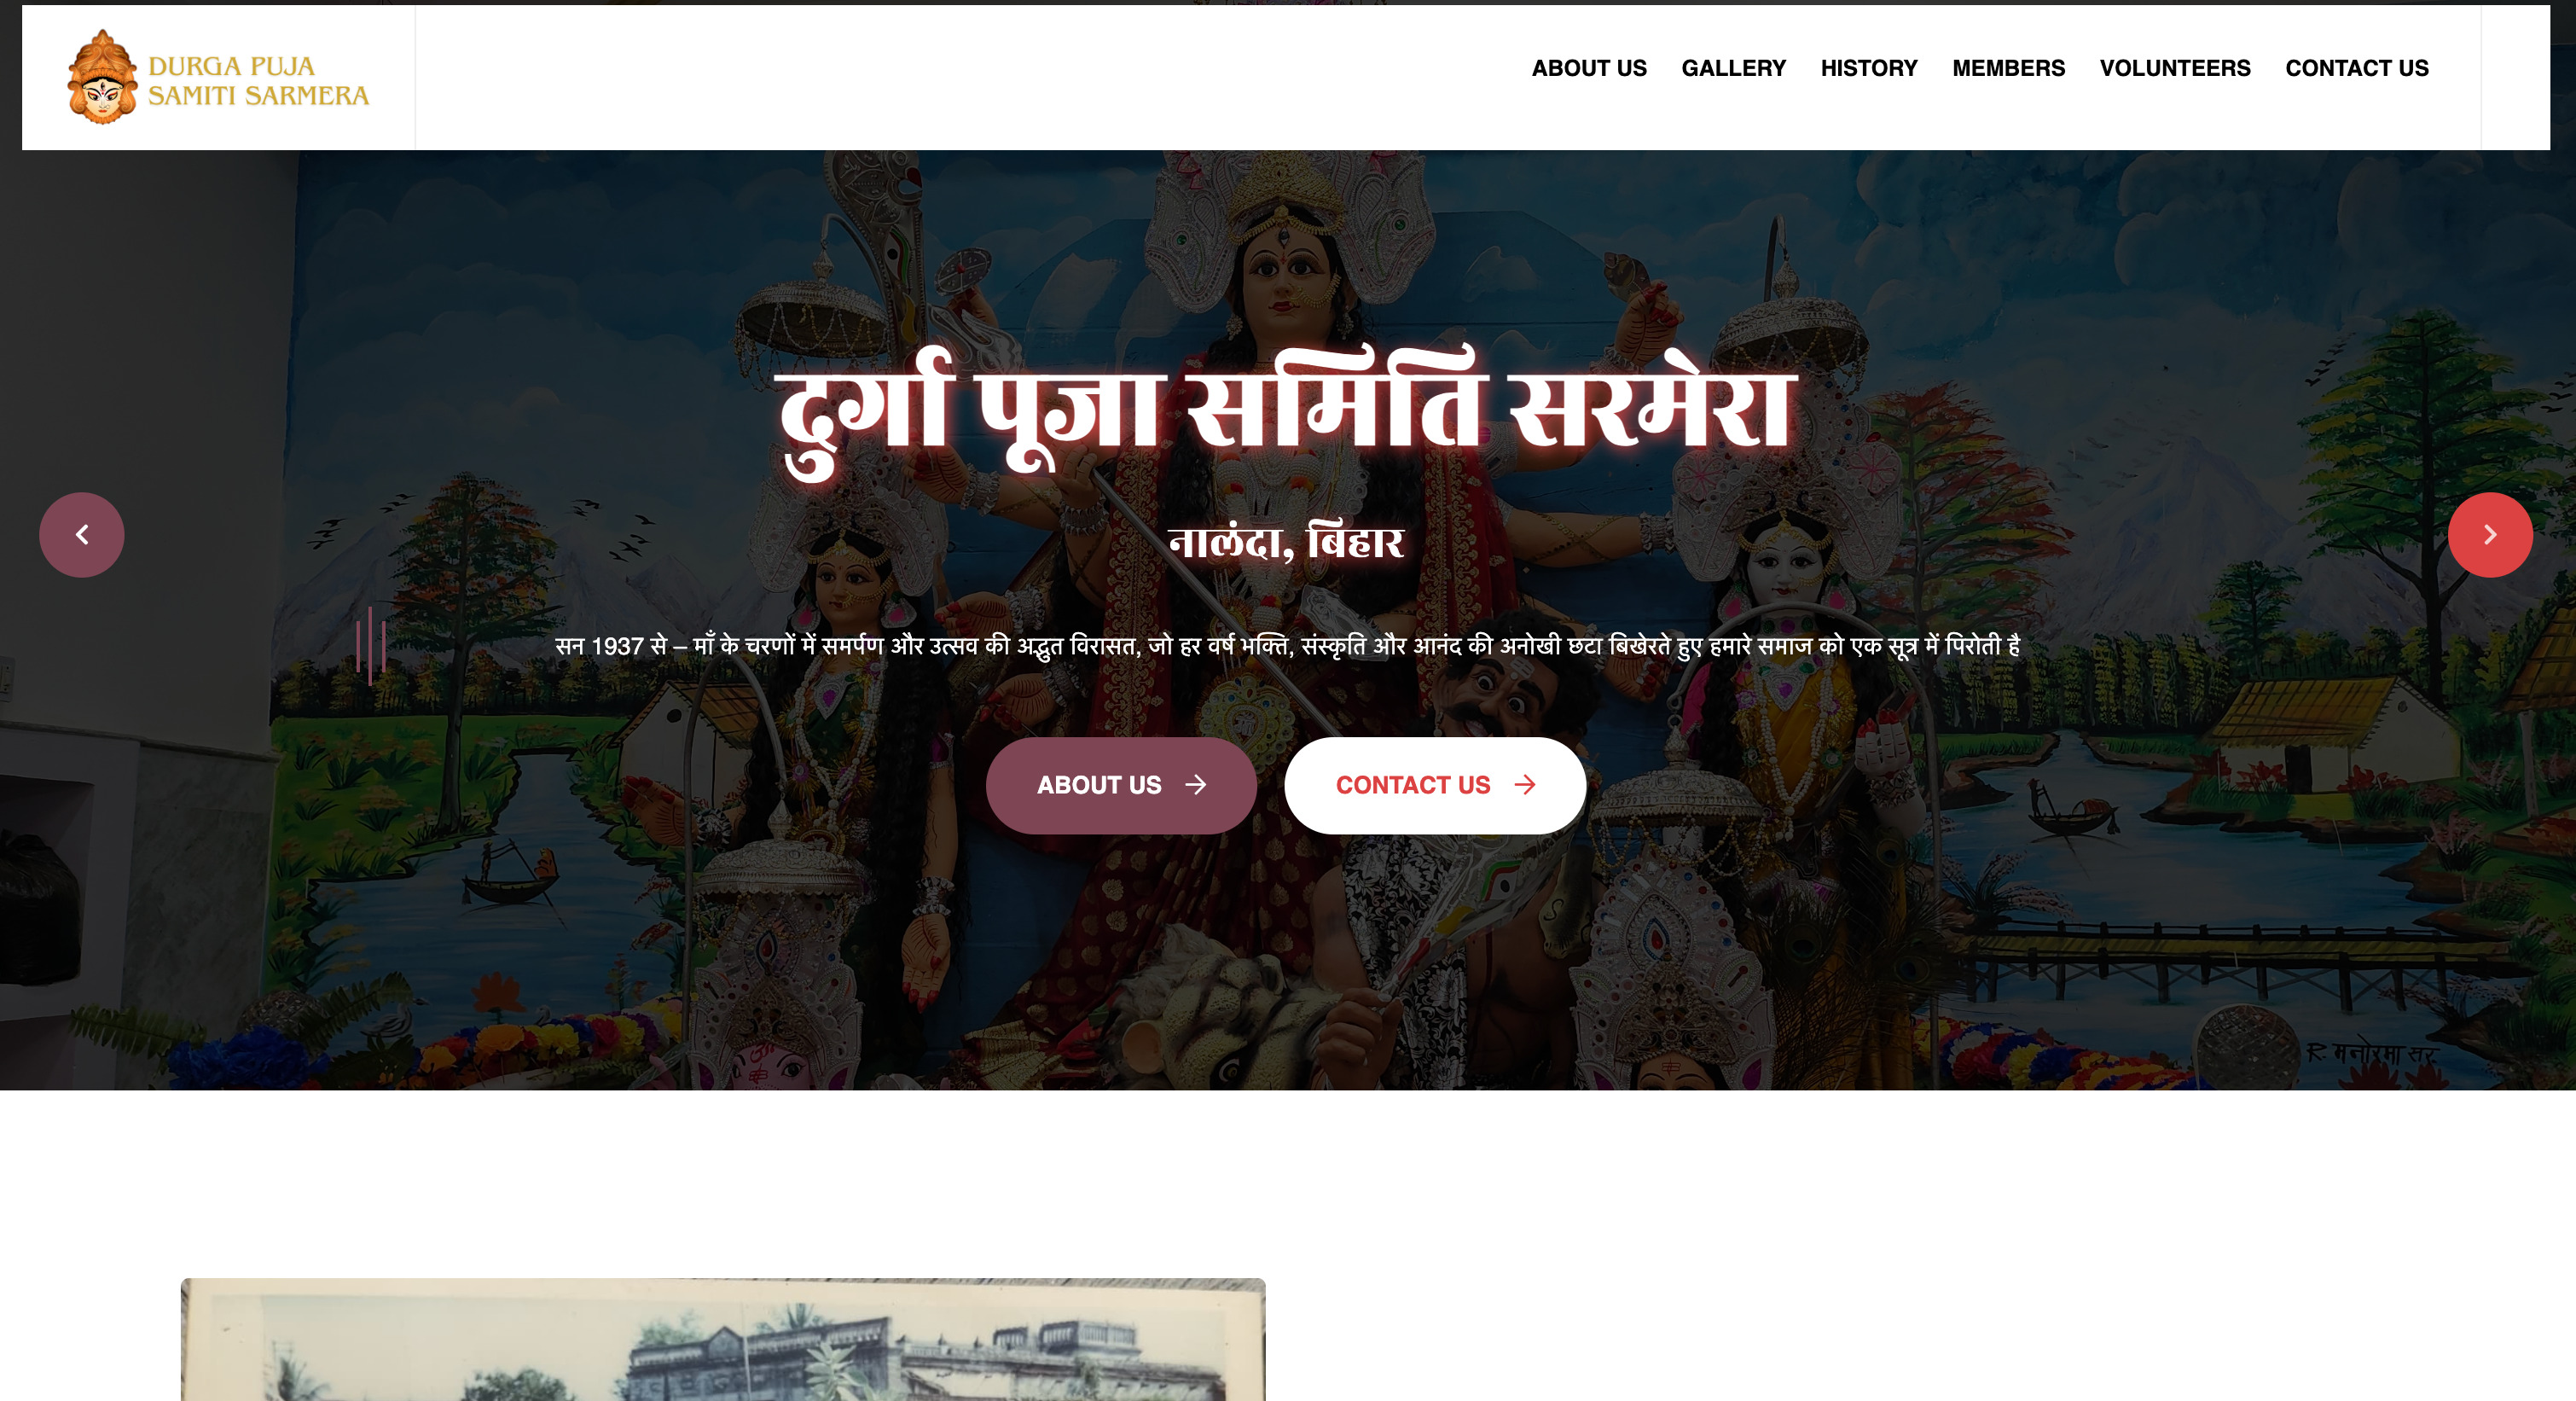 DURGA PUJA
SAMITI SARMERA
ABOUT US GALLERY HISTORY MEMBERS VOLUNTEERS CONTACT US
दुर्गा पूजा समिति सरमेरा
नालंदा, बिहार
सन 1937 से – माँ के चरणों में समर्पण और उत्सव की अद्भुत विरासत, जो हर वर्ष भक्ति, संस्कृति और आनंद की अनोखी छटा बिखेरते हुए हमारे समाज को एक सूत्र में पिरोती है
ABOUT US CONTACT US
R. मनोरमा सर